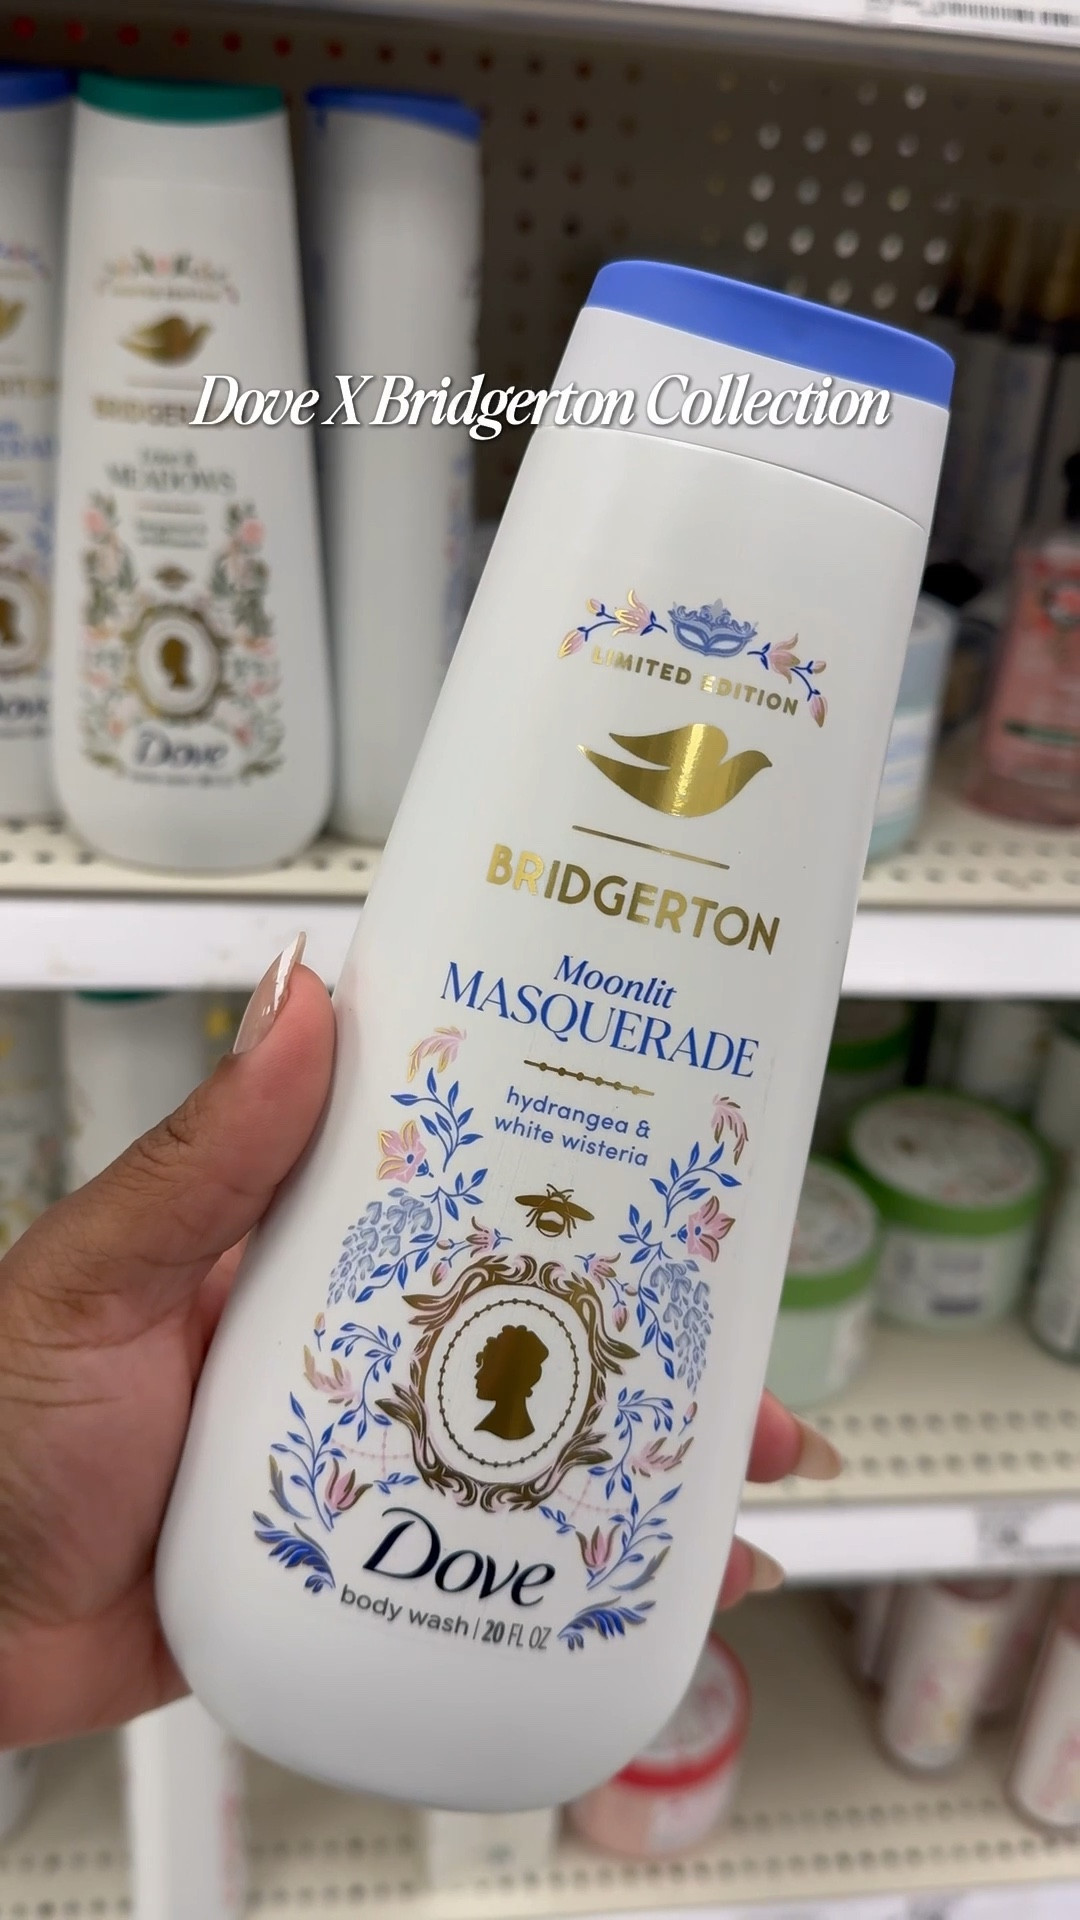 Dove X Bridgerton Collection
LIMITED EDITION
BRIDGERTON
Moonlit
MASQUERADE
hydrangea &
white wisteria
Dove
body wash | 20 FL OZ
MEADOWS
Dove